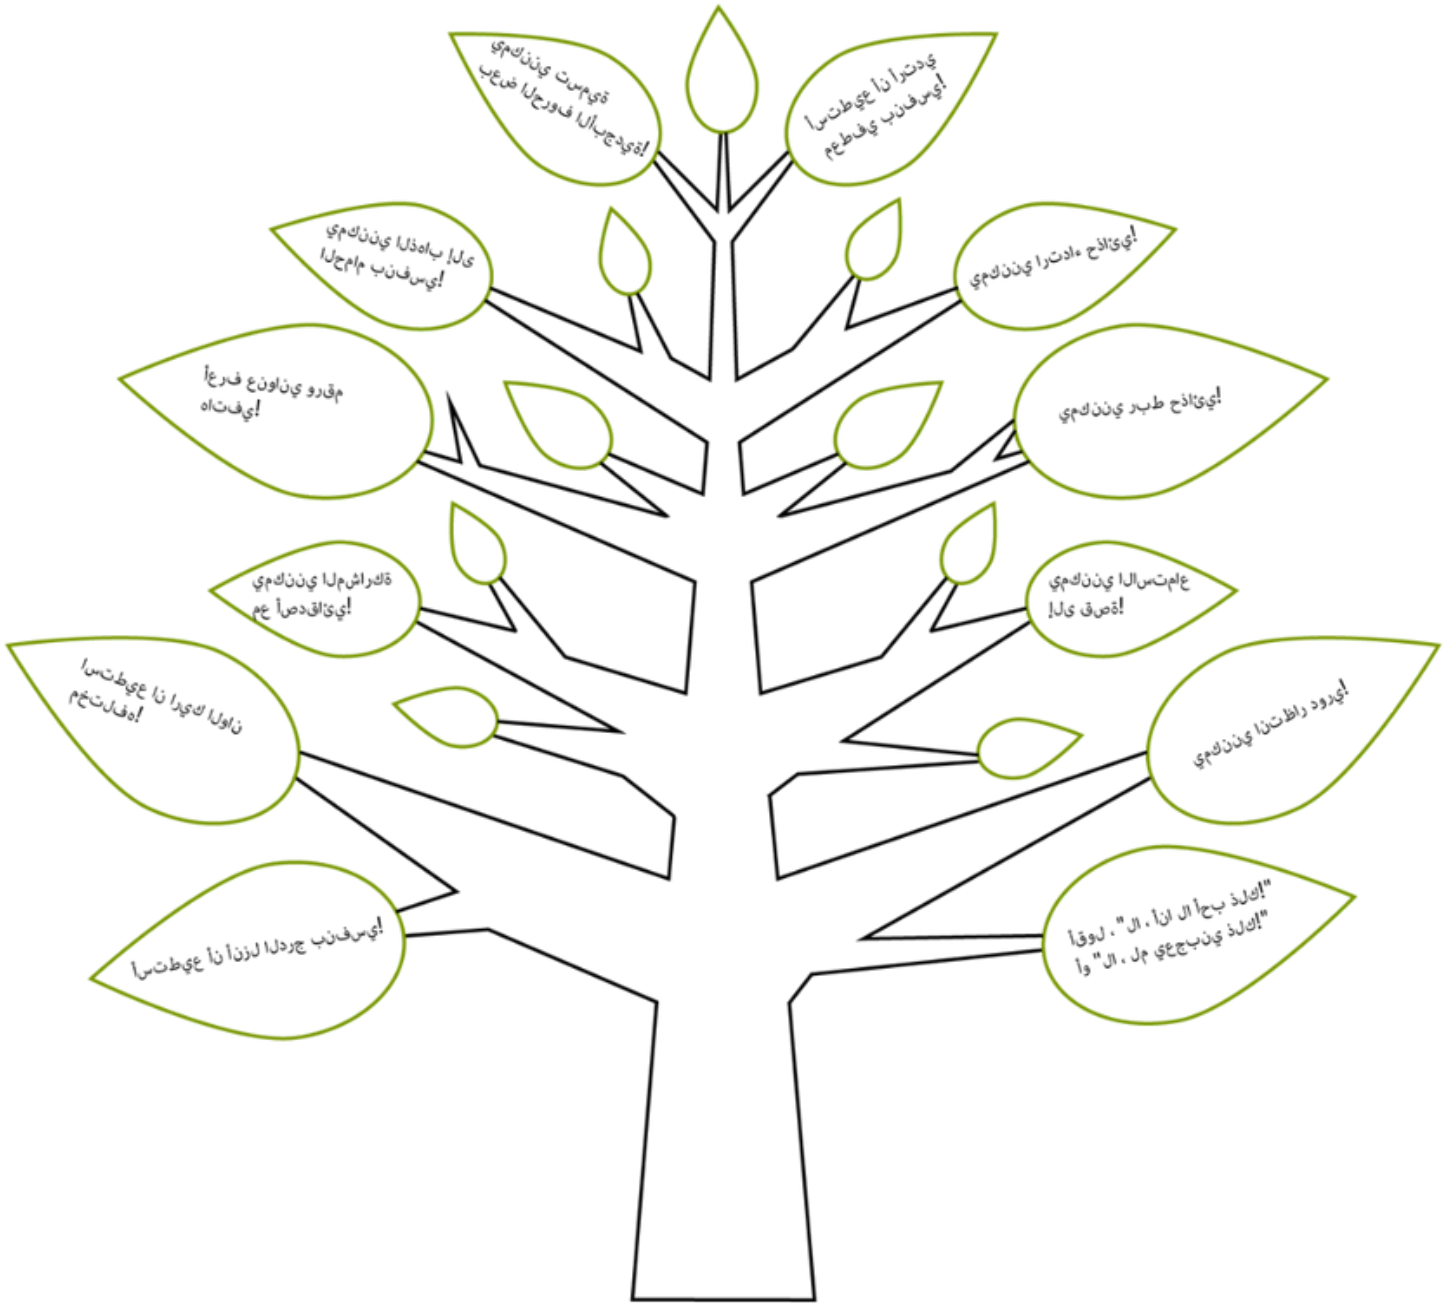 يمكنني تسمية
بعض الحروف الأبجدية!
أستطيع أن أرتدي
معطفي بنفسي!
يمكنني الذهاب إلى
الحمام بنفسي!
يمكنني ارتداء حذائي!
أعرف عنواني ورقم
هاتفي!
يمكنني ربط حذائي!
يمكنني المشاركة
مع أصدقائي!
يمكنني الاستماع
إلى قصة!
استطيع ان اريك الوان
مختلفه!
يمكنني انتظار دوري!
أستطيع أن أنزل الدرج بنفسي!
أقول ، "لا ، أنا لا أحب ذلك!"
أو "لا ، لم يعجبني ذلك!"